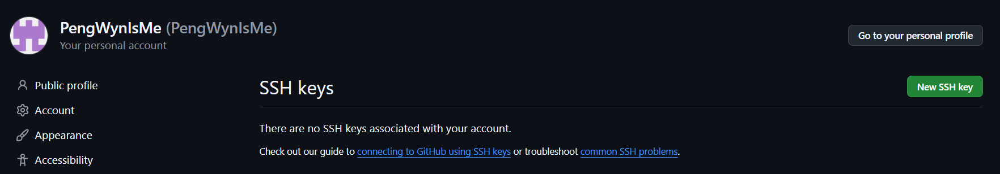 PengWynIsMe (PengWynIsMe)
Your personal account
Go to your personal profile
Public profile
Account
Appearance
Accessibility
SSH keys
New SSH key
There are no SSH keys associated with your account.
Check out our guide to connecting to GitHub using SSH keys or troubleshoot common SSH problems.